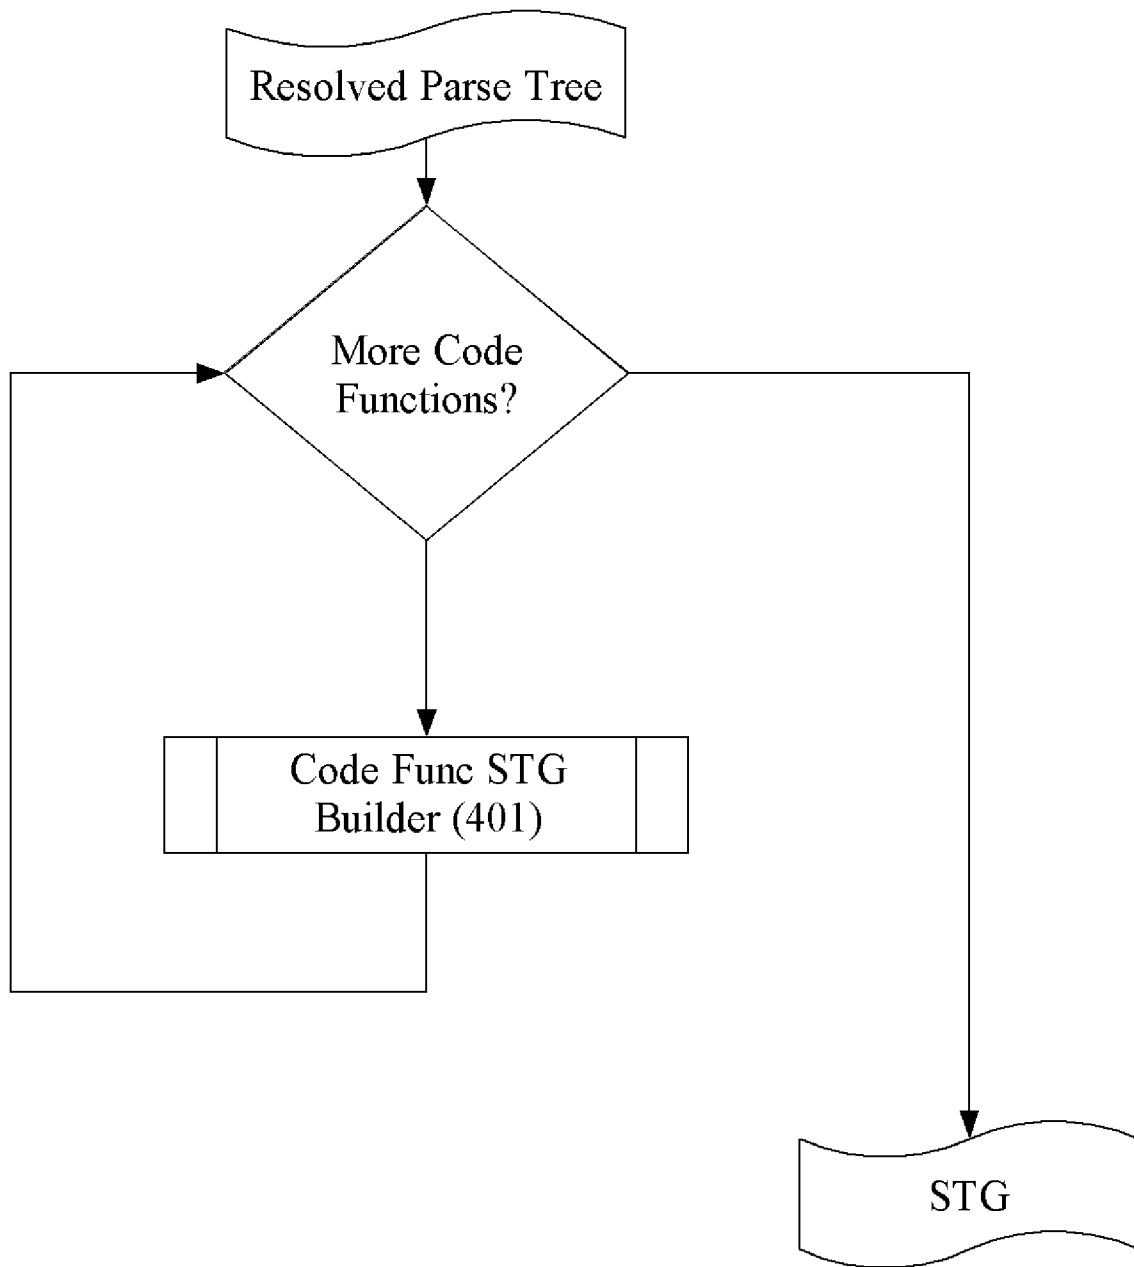 Resolved Parse Tree
More Code
Functions?
Code Func STG
Builder (401)
STG